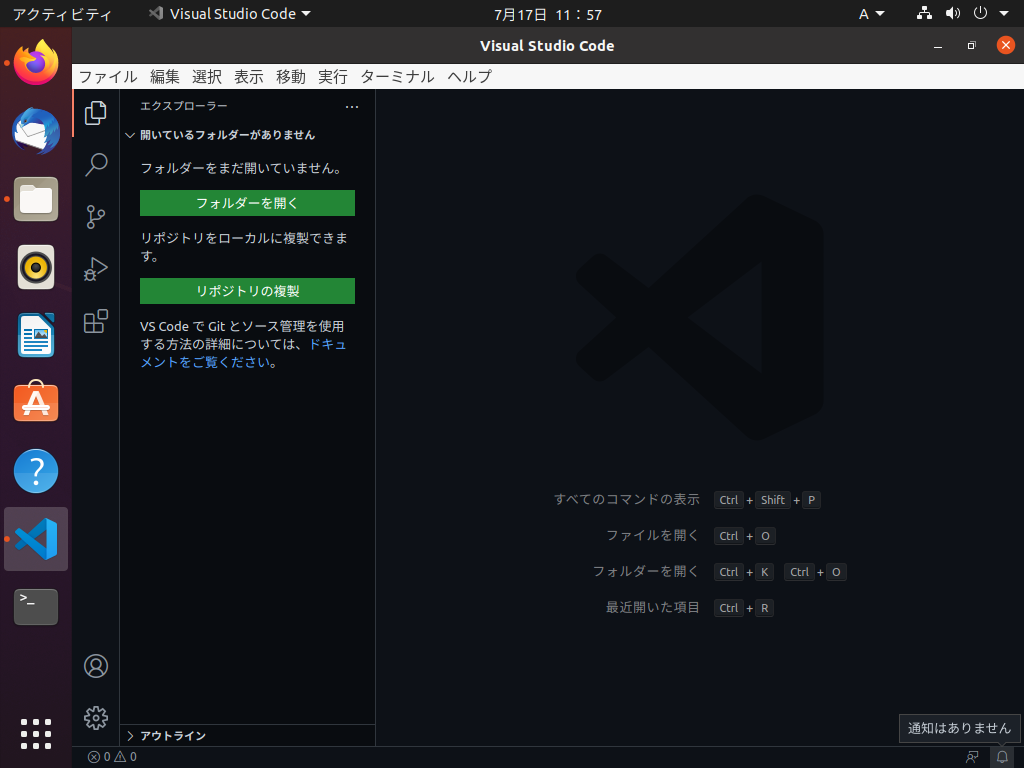 アクティビティ Visual Studio Code 7月17日 11：57 A
Visual Studio Code
ファイル 編集 選択 表示 移動 実行 ターミナル ヘルプ
エクスプローラー ...
開いているフォルダーがありません
フォルダーをまだ開いていません。
フォルダーを開く
リポジトリをローカルに複製できま
す。
リポジトリの複製
VS Code で Git とソース管理を使用
する方法の詳細については、ドキュ
メントをご覧ください。
すべてのコマンドの表示 Ctrl + Shift + P
ファイルを開く Ctrl + O
フォルダーを開く Ctrl + K Ctrl + O
最近開いた項目 Ctrl + R
通知はありません
アウトライン
0 0